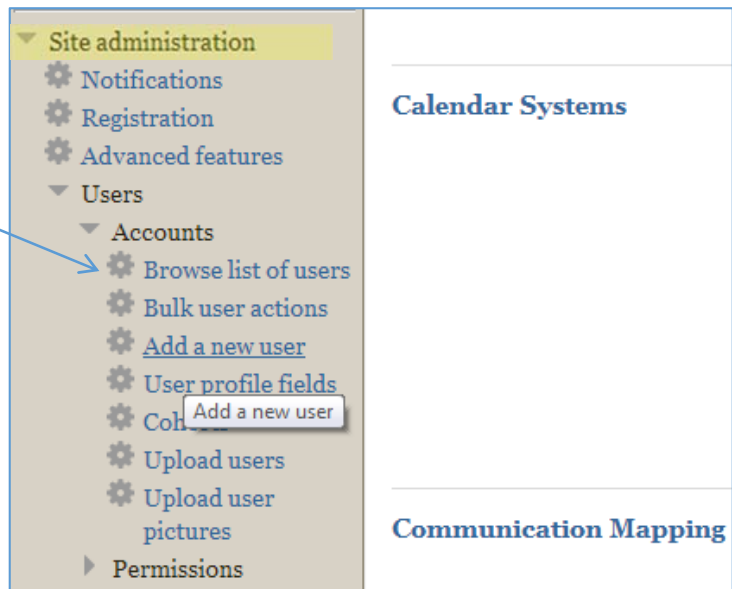 Site administration
Notifications
Registration
Advanced features
Users
Accounts
Browse list of users
Bulk user actions
Add a new user
User profile fields
Add a new user
Upload users
Upload user
pictures
Permissions
Calendar Systems
Communication Mapping